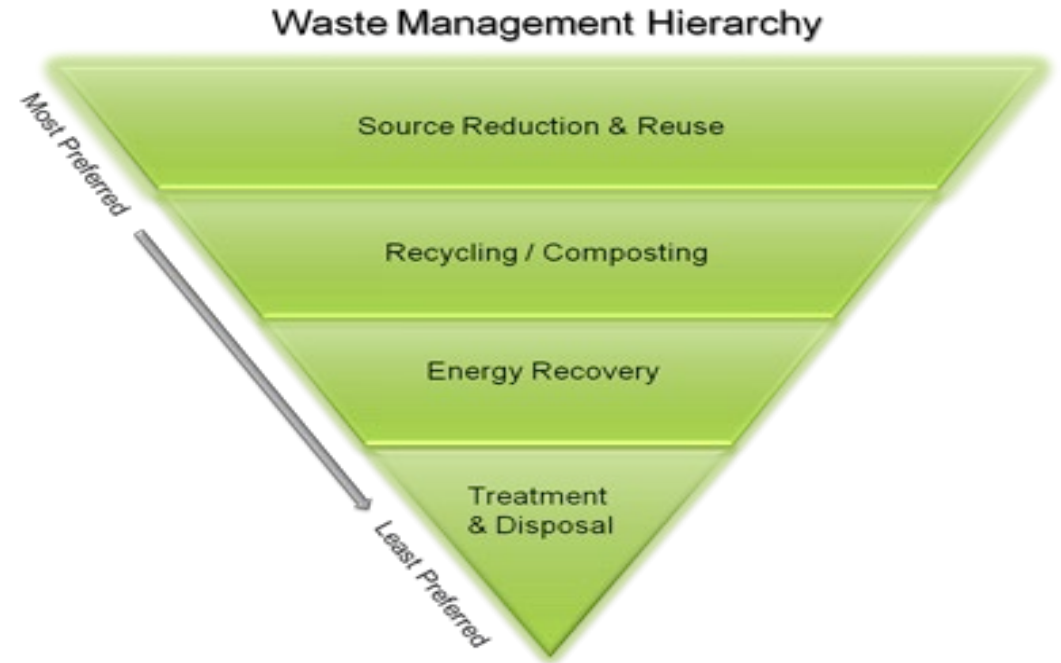 Waste Management Hierarchy
Most Preferred
Source Reduction & Reuse
Recycling / Composting
Energy Recovery
Treatment
& Disposal
Least Preferred